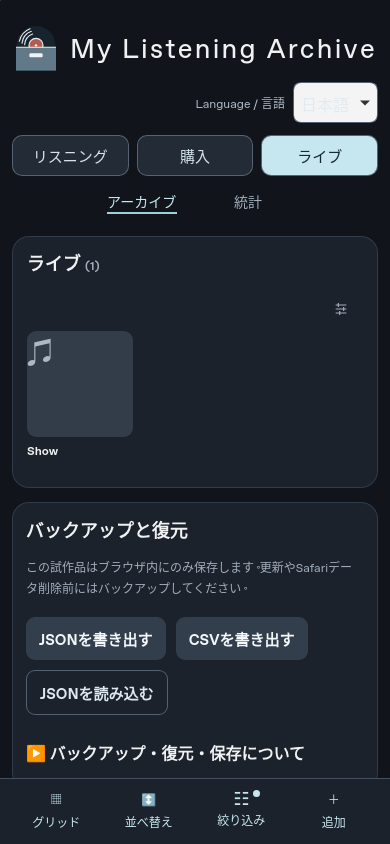 My Listening Archive
Language / 言語
日本語
リスニング
購入
ライブ
アーカイブ
統計
ライブ (1)
Show
バックアップと復元
この試作品はブラウザ内にのみ保存します。更新やSafariデー
タ削除前にはバックアップしてください。
JSONを書き出す
CSVを書き出す
JSONを読み込む
バックアップ・復元・保存について
グリッド
並べ替え
絞り込み
追加